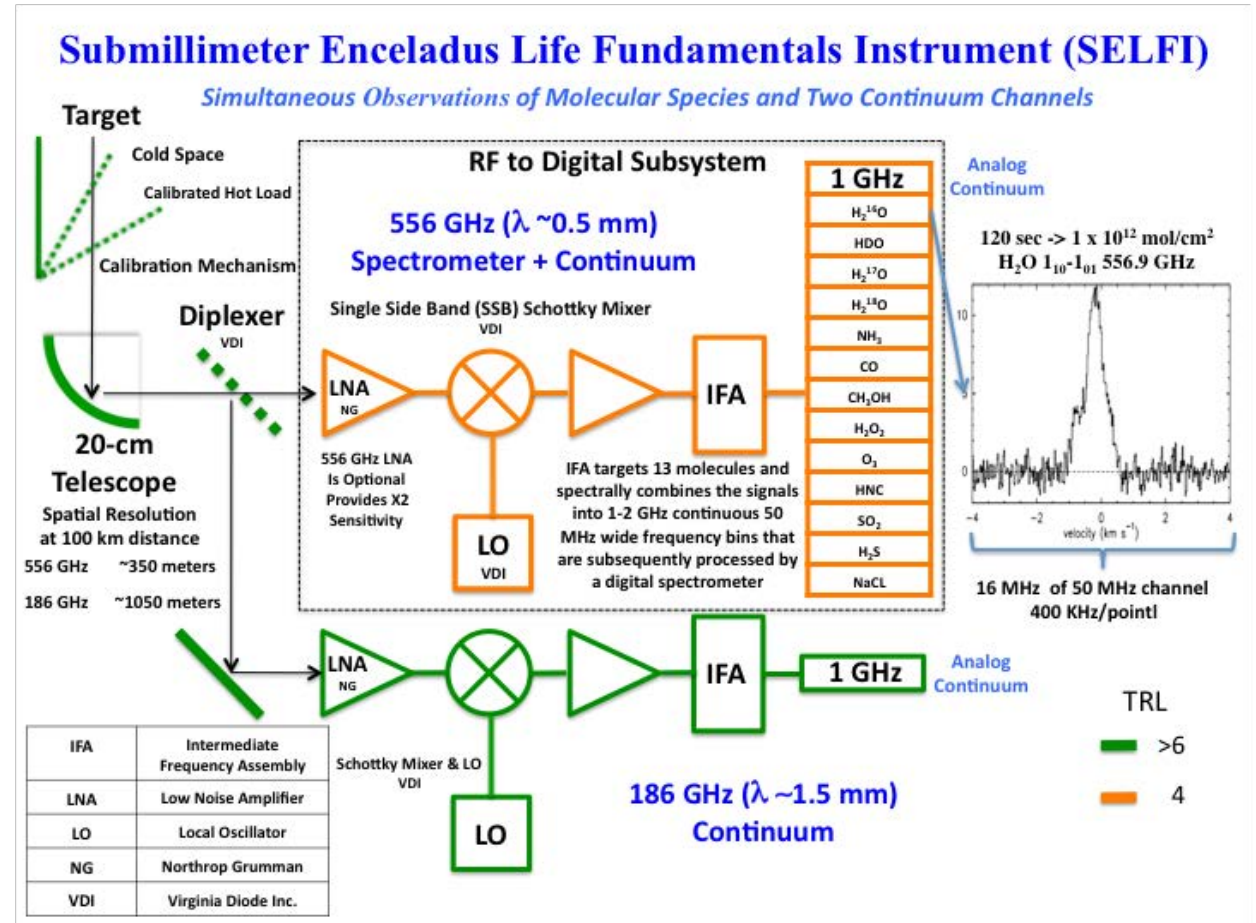 Submillimeter Enceladus Life Fundamentals Instrument (SELFI)
Simultaneous Observations of Molecular Species and Two Continuum Channels
Target
Cold Space
Calibrated Hot Load
Calibration Mechanism
Diplexer
VDI
20-cm
Telescope
Spatial Resolution
at 100 km distance
556 GHz ~350 meters
186 GHz ~1050 meters
RF to Digital Subsystem
556 GHz (λ ~0.5 mm)
Spectrometer + Continuum
Single Side Band (SSB) Schottky Mixer
VDI
LNA
NG
IFA
556 GHz LNA
Is Optional
Provides X2
Sensitivity
LO
VDI
IFA targets 13 molecules and
spectrally combines the signals
into 1-2 GHz continuous 50
MHz wide frequency bins that
are subsequently processed by
a digital spectrometer
1 GHz
H₂¹⁶O
HDO
H₂¹⁷O
H₂¹⁸O
NH₃
CO
CH₃OH
H₂O₂
O₃
HNC
SO₂
H₂S
NaCL
Analog
Continuum
120 sec -> 1 x 10¹² mol/cm²
H₂O 1₁₀-1₀₁ 556.9 GHz
10
5
0
−4 −2 0 2 4
velocity (km s⁻¹)
16 MHz of 50 MHz channel
400 KHz/pointl
LNA
NG
IFA
1 GHz
Analog
Continuum
Schottky Mixer & LO
VDI
LO
186 GHz (λ ~1.5 mm)
Continuum
TRL
>6
4
IFA Intermediate
Frequency Assembly
LNA Low Noise Amplifier
LO Local Oscillator
NG Northrop Grumman
VDI Virginia Diode Inc.